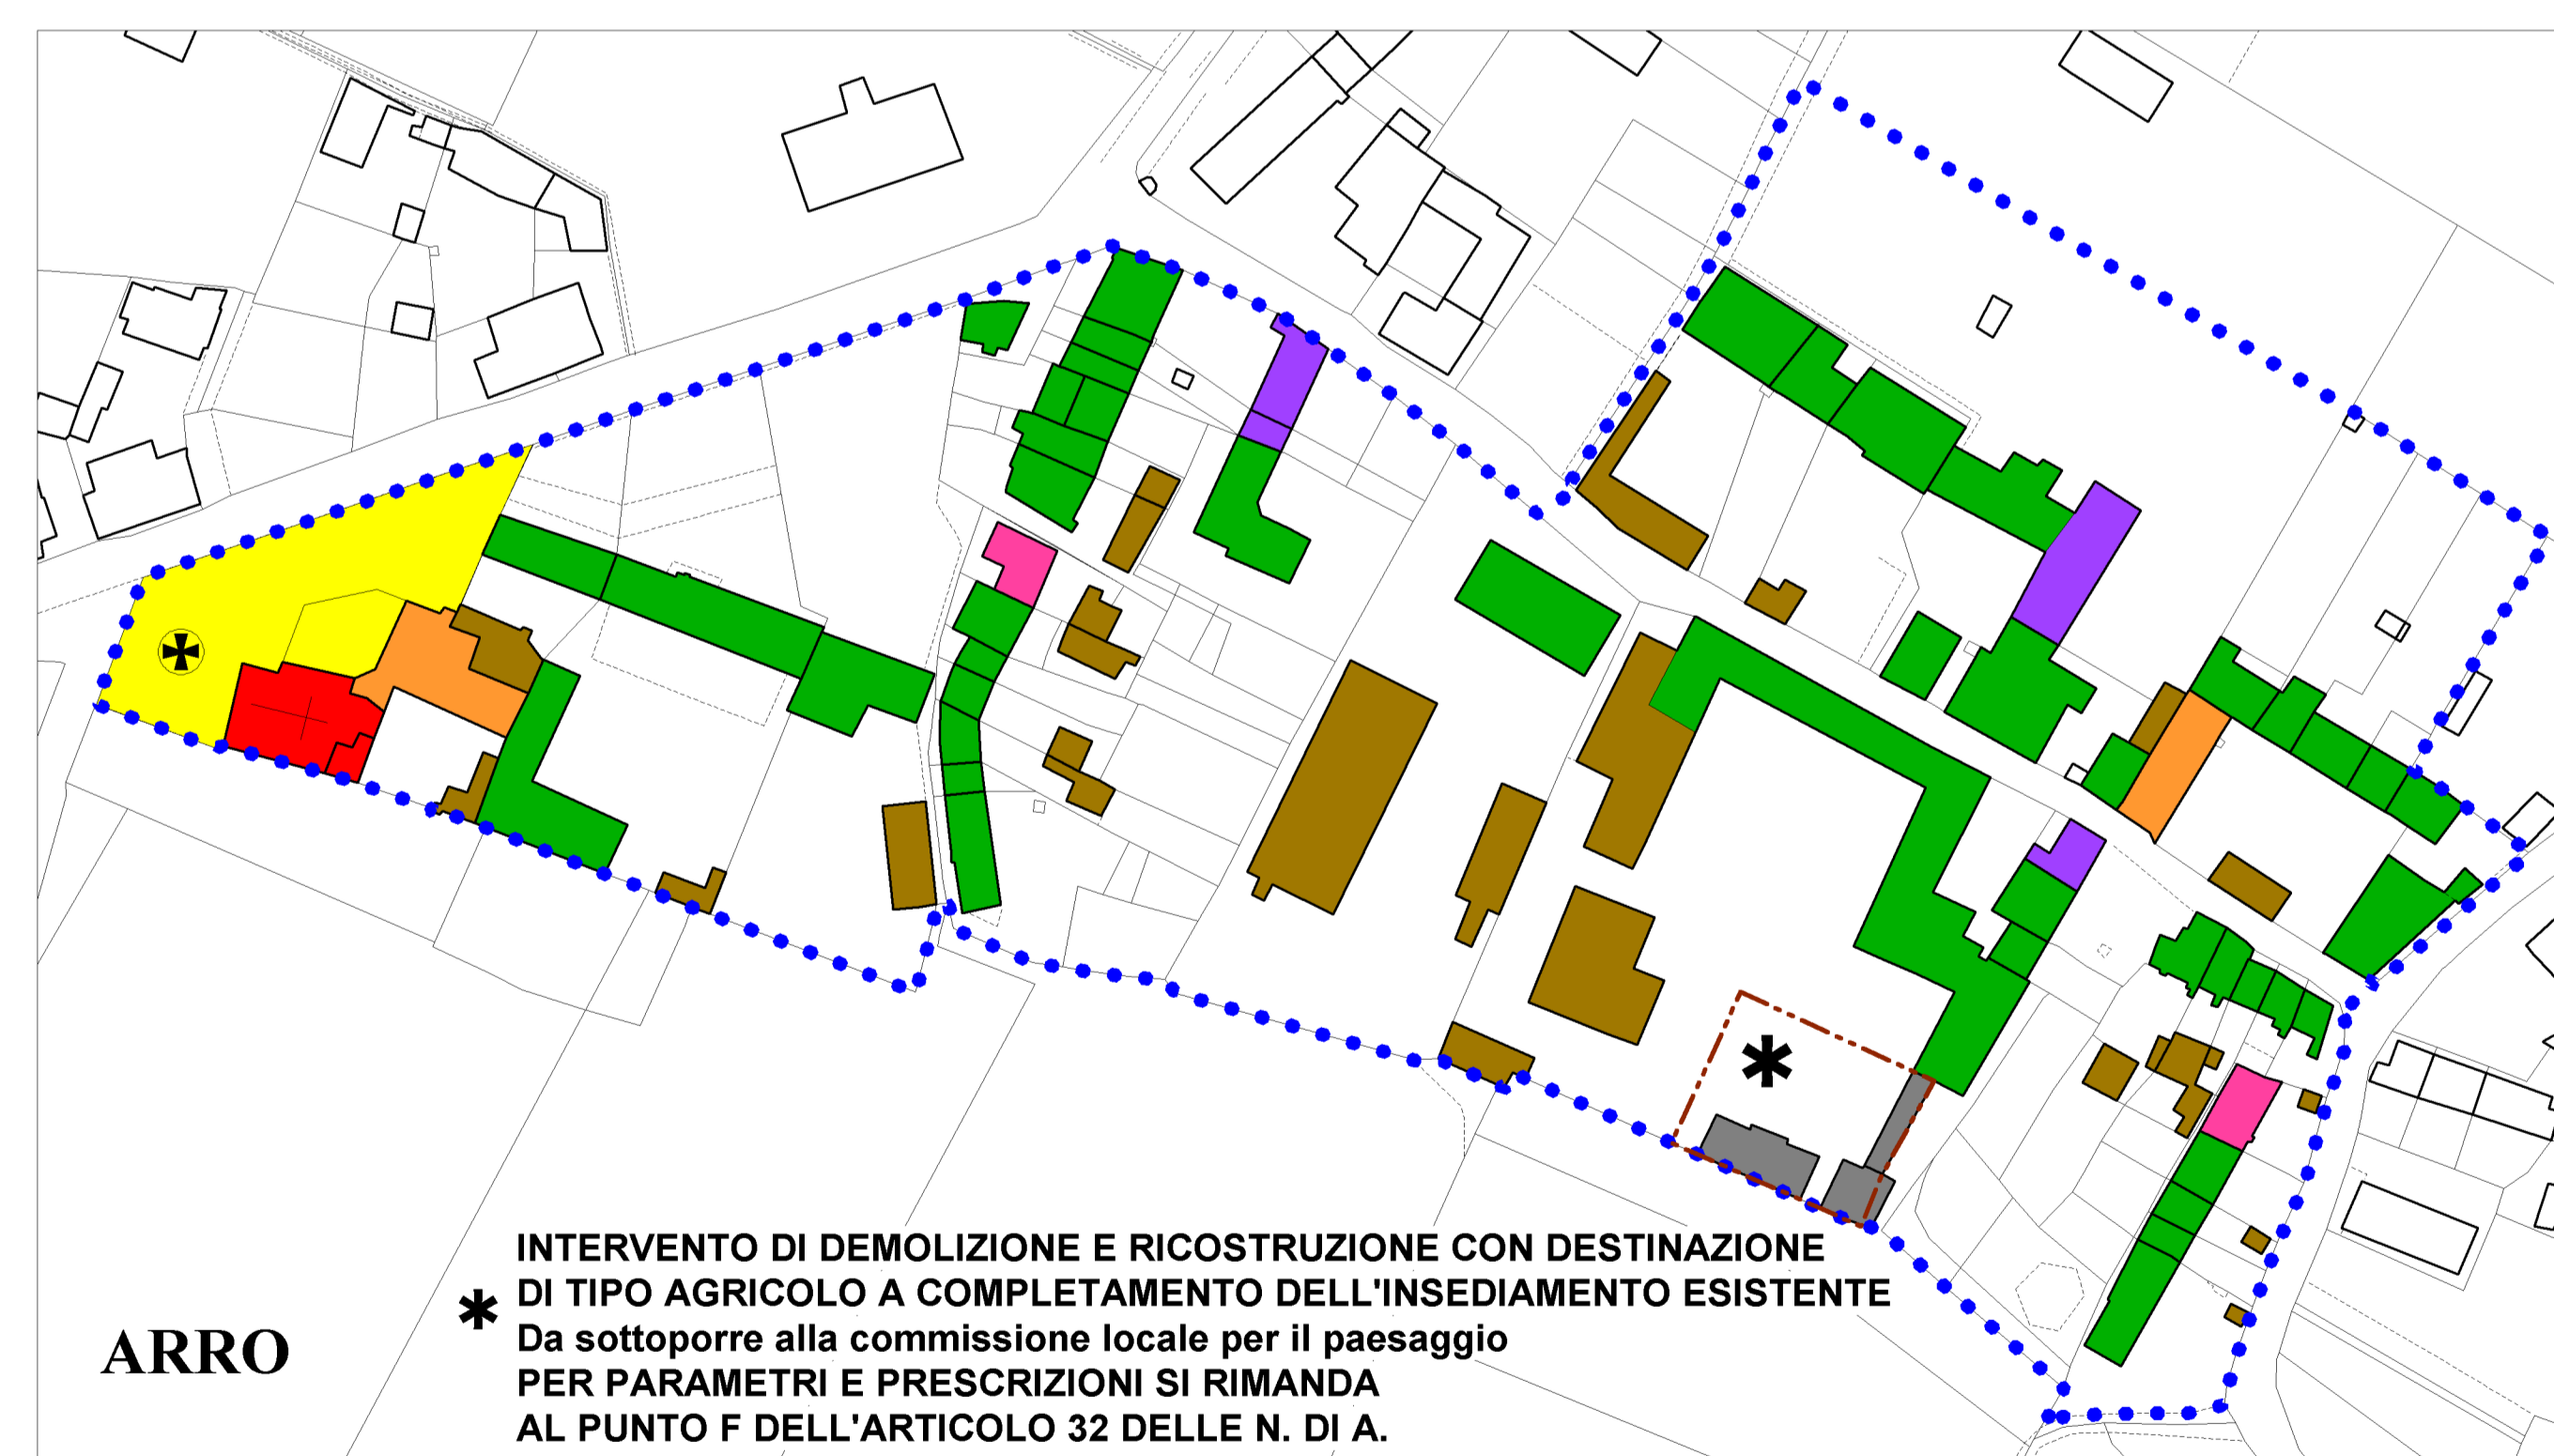 INTERVENTO DI DEMOLIZIONE E RICOSTRUZIONE CON DESTINAZIONE
DI TIPO AGRICOLO A COMPLETAMENTO DELL'INSEDIAMENTO ESISTENTE
* Da sottoporre alla commissione locale per il paesaggio
PER PARAMETRI E PRESCRIZIONI SI RIMANDA
AL PUNTO F DELL'ARTICOLO 32 DELLE N. DI A.
ARRO